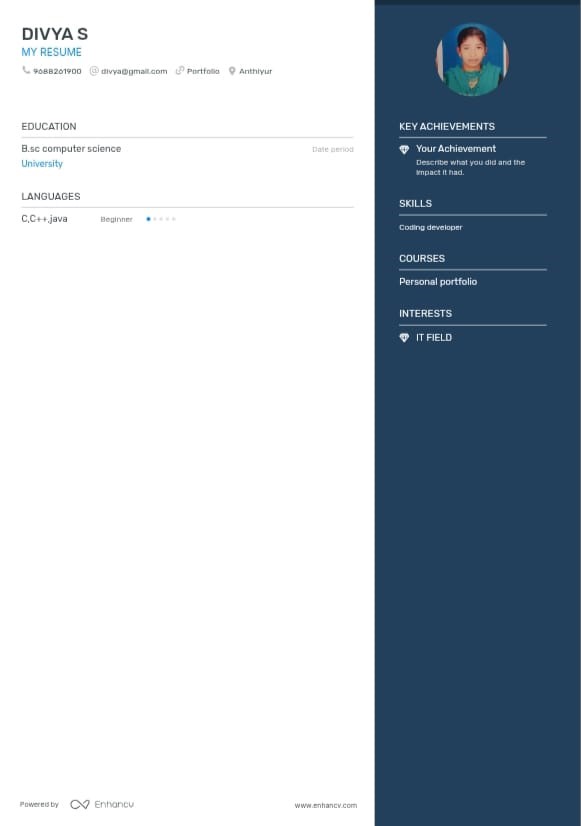 DIVYA S
MY RESUME
9688261900 divya@gmail.com Portfolio Anthiyur
EDUCATION
B.sc computer science Date period
University
LANGUAGES
C,C++,java Beginner
KEY ACHIEVEMENTS
Your Achievement
Describe what you did and the
impact it had.
SKILLS
Coding developer
COURSES
Personal portfolio
INTERESTS
IT FIELD
Powered by Enhancv www.enhancv.com